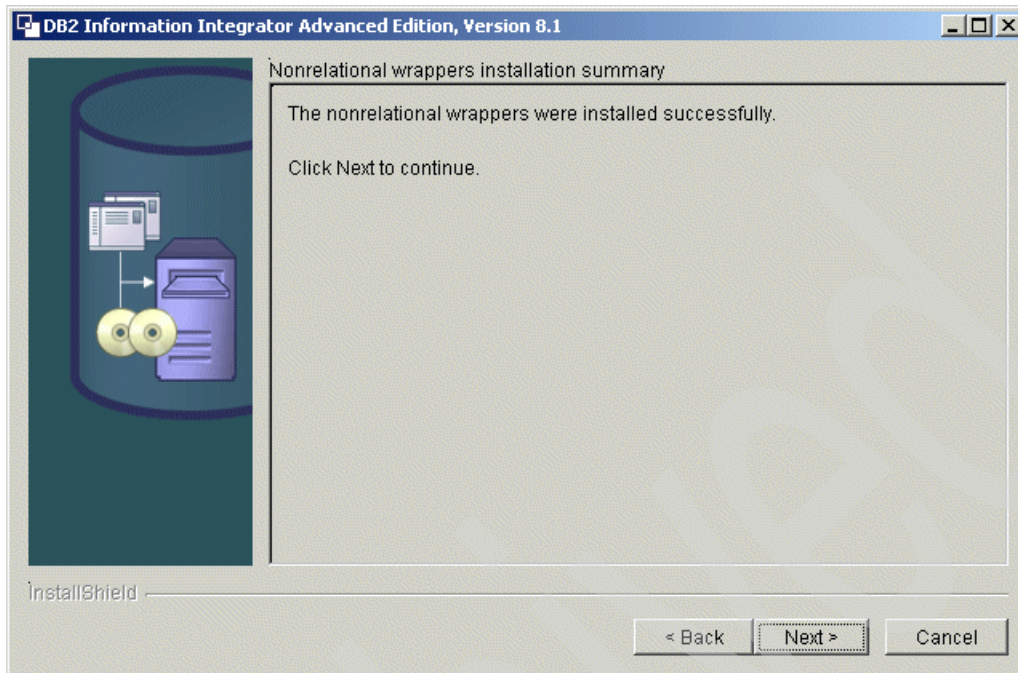 DB2 Information Integrator Advanced Edition, Version 8.1
Nonrelational wrappers installation summary
The nonrelational wrappers were installed successfully.
Click Next to continue.
InstallShield
< Back
Next >
Cancel